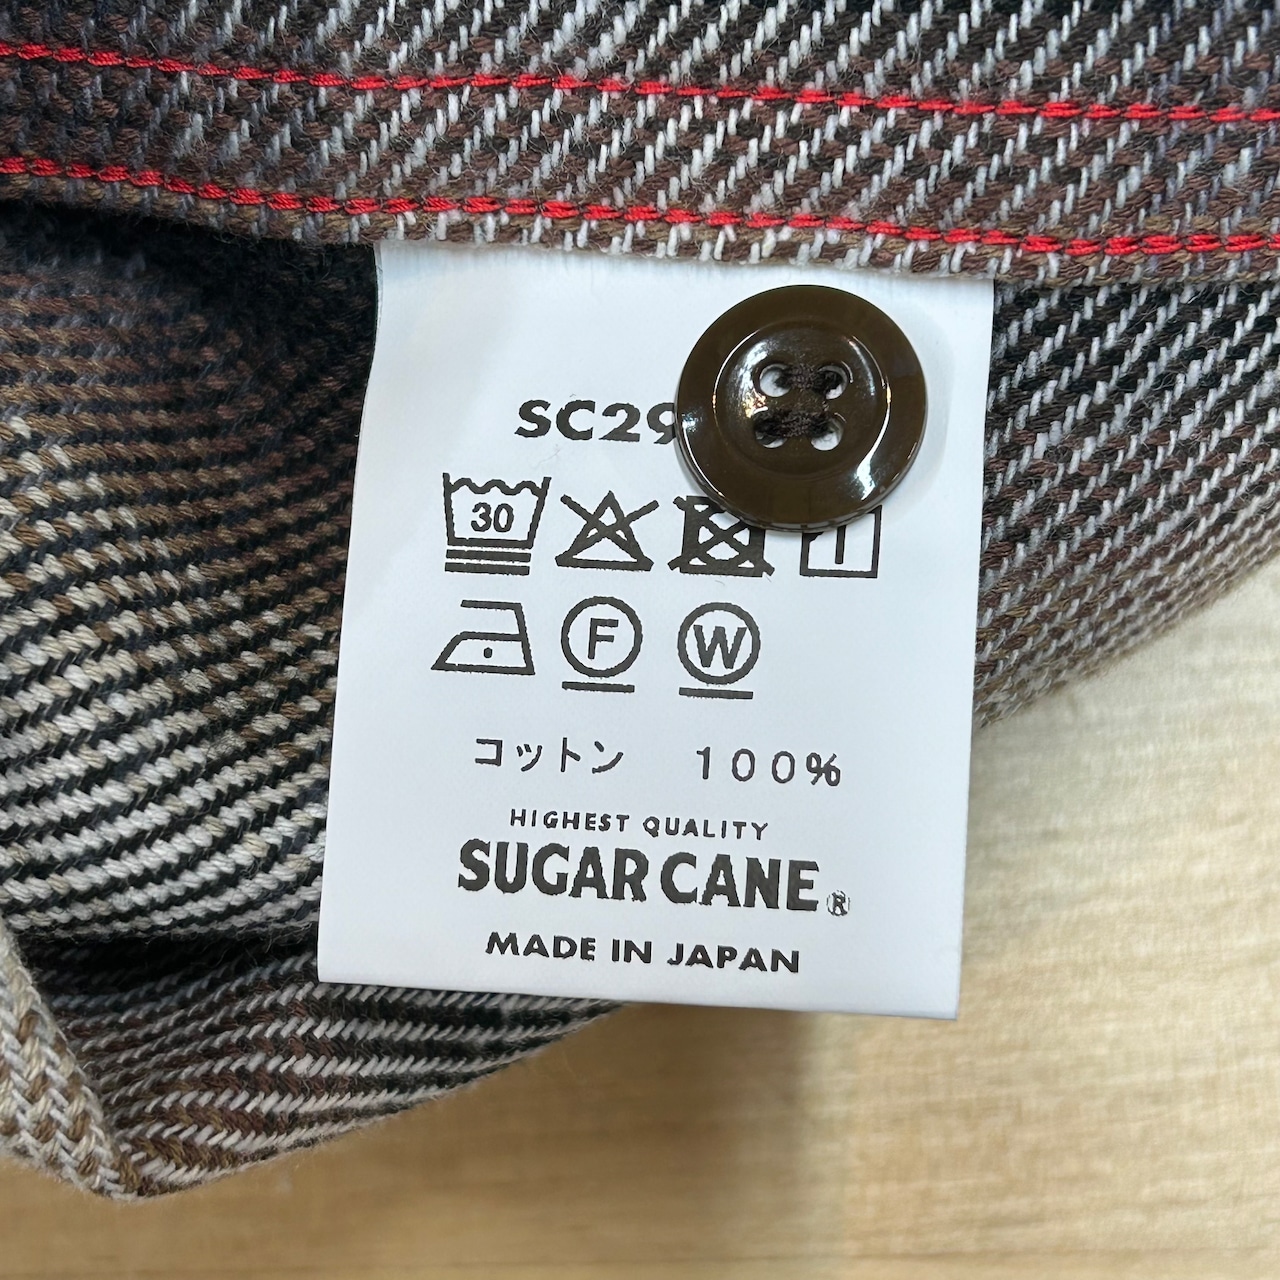 SC29
30
F W
コットン 100%
HIGHEST QUALITY
SUGAR CANE®
MADE IN JAPAN